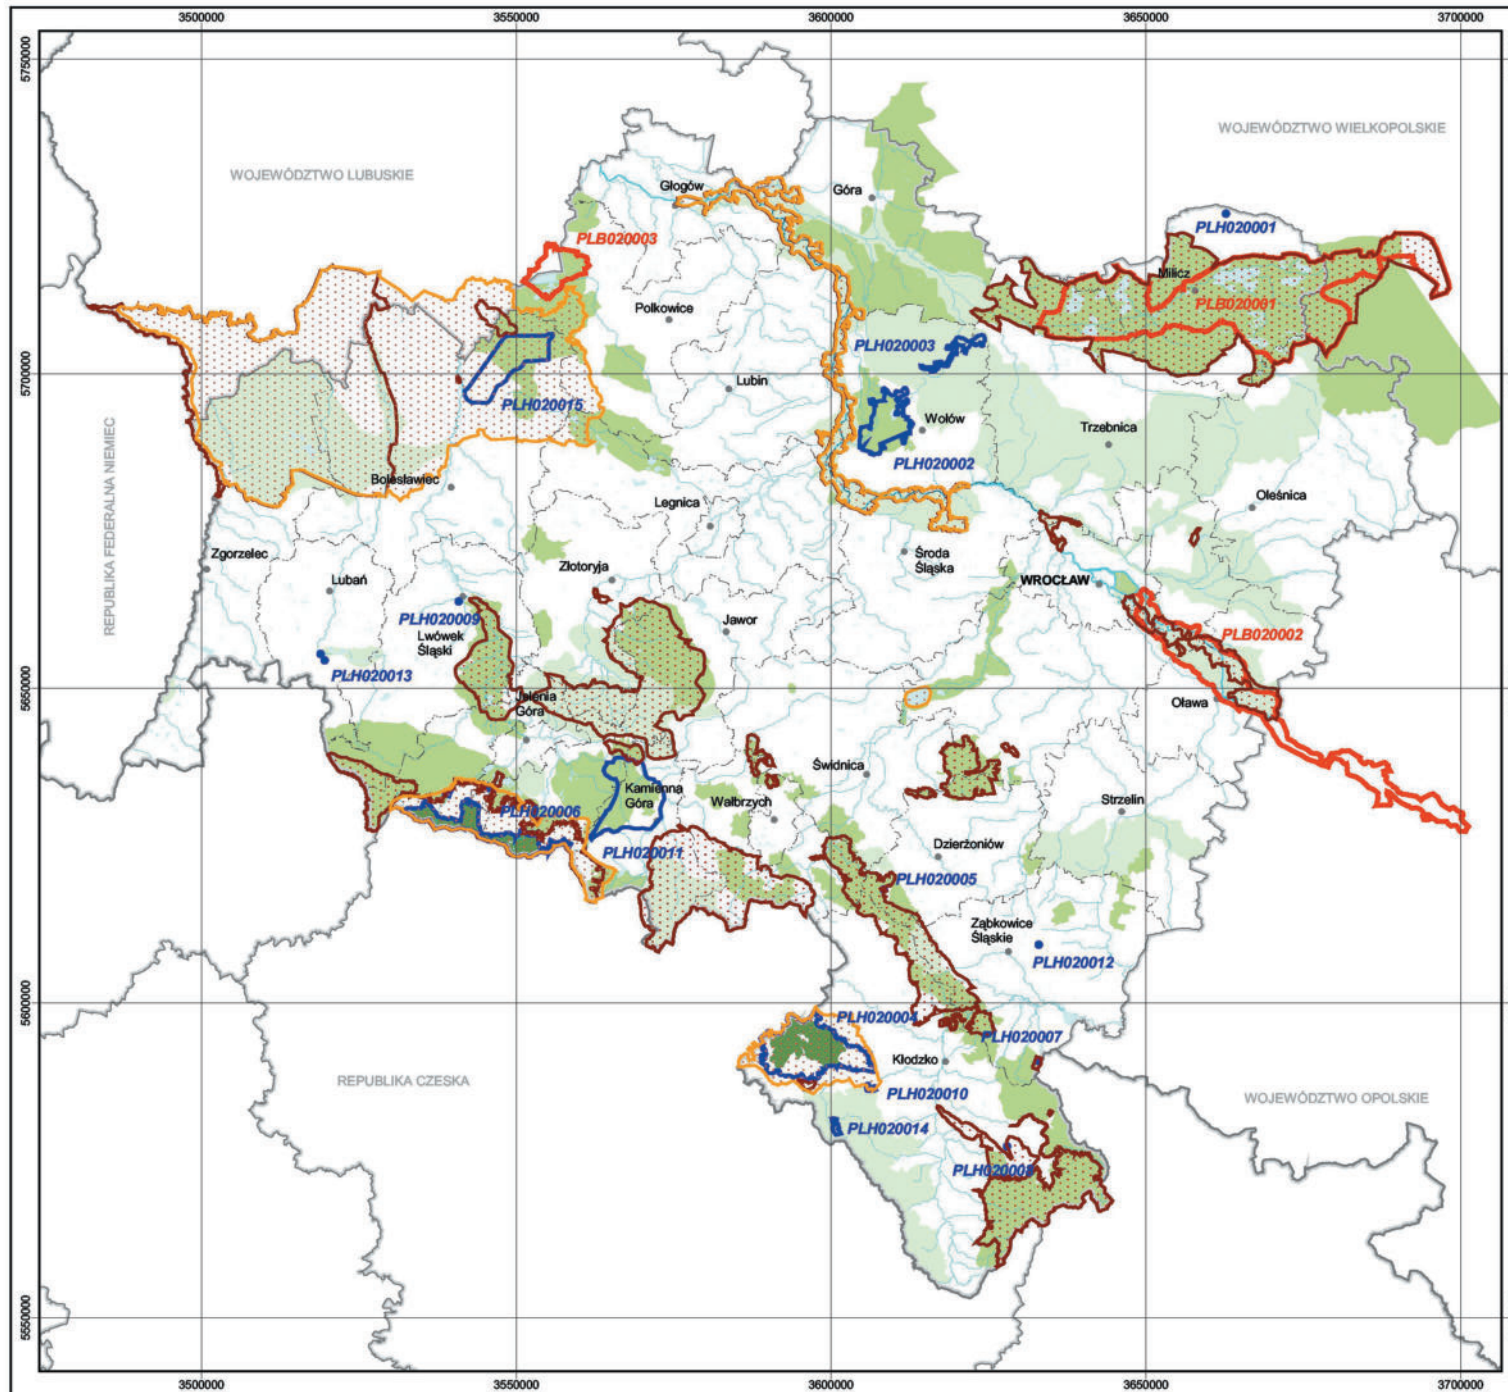 3500000
3550000
3600000
3650000
3700000
5750000
WOJEWÓDZTWO WIELKOPOLSKIE
WOJEWÓDZTWO LUBUSKIE
Głogów
Góra
PLH020001
PLB020003
Milicz
PLB020001
Polkowice
PLH020003
5700000
Lubin
PLH020015
Wołów
Trzebnica
PLH020002
Bolesławiec
Oleśnica
Legnica
REPUBLIKA FEDERALNA NIEMIEC
Zgorzelec
Środa
Śląska
Złotoryja
Lubań
WROCŁAW
PLH020009
Jawor
Lwówek
Śląski
PLB020002
PLH020013
5650000
Jelenia
Góra
Oława
Świdnica
Kamienna
Góra
Wałbrzych
Strzelin
PLH020006
PLH020011
Dzierżoniów
PLH020005
Ząbkowice
Śląskie
PLH020012
5600000
PLH020004
PLH020007
Kłodzko
REPUBLIKA CZESKA
PLH020010
WOJEWÓDZTWO OPOLSKIE
PLH020014
PLH020008
5550000
3500000
3550000
3600000
3650000
3700000